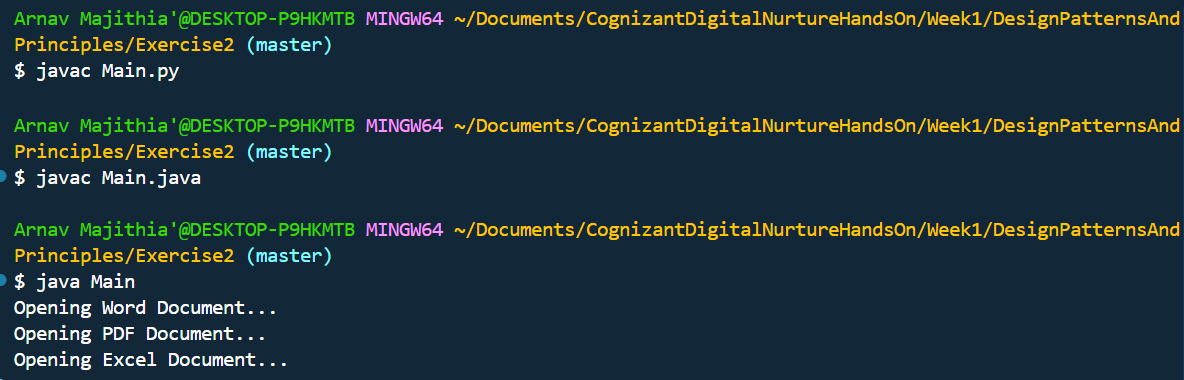 Arnav Majithia'@DESKTOP-P9HKMTB MINGW64 ~/Documents/CognizantDigitalNurtureHandsOn/Week1/DesignPatternsAnd
Principles/Exercise2 (master)
$ javac Main.py
Arnav Majithia'@DESKTOP-P9HKMTB MINGW64 ~/Documents/CognizantDigitalNurtureHandsOn/Week1/DesignPatternsAnd
Principles/Exercise2 (master)
$ javac Main.java
Arnav Majithia'@DESKTOP-P9HKMTB MINGW64 ~/Documents/CognizantDigitalNurtureHandsOn/Week1/DesignPatternsAnd
Principles/Exercise2 (master)
$ java Main
Opening Word Document...
Opening PDF Document...
Opening Excel Document...